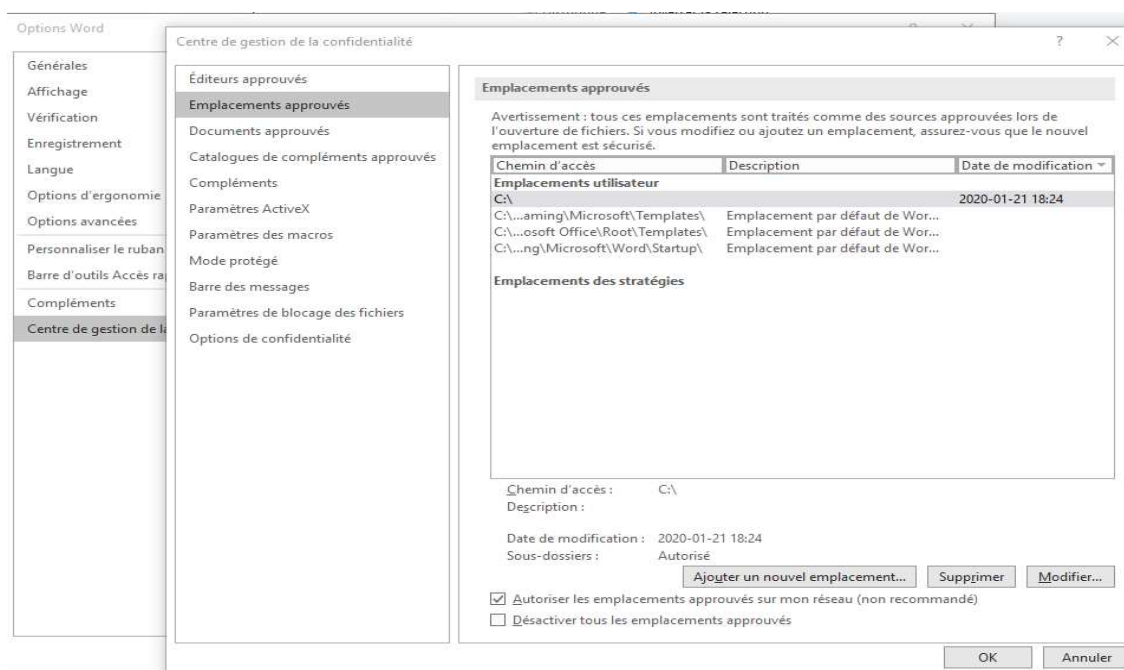 Options Word
Générales
Affichage
Vérification
Enregistrement
Langue
Options d'ergonomie
Options avancées
Personnaliser le ruban
Barre d'outils Accès ra
Compléments
Centre de gestion de la
Centre de gestion de la confidentialité
?
Éditeurs approuvés
Emplacements approuvés
Documents approuvés
Catalogues de compléments approuvés
Compléments
Paramètres ActiveX
Paramètres des macros
Mode protégé
Barre des messages
Paramètres de blocage des fichiers
Options de confidentialité
Emplacements approuvés
Avertissement : tous ces emplacements sont traités comme des sources approuvées lors de
l'ouverture de fichiers. Si vous modifiez ou ajoutez un emplacement, assurez-vous que le nouvel
emplacement est sécurisé.
Chemin d'accès Description Date de modification
Emplacements utilisateur
C:\ 2020-01-21 18:24
C:\...aming\Microsoft\Templates\ Emplacement par défaut de Wor...
C:\...osoft Office\Root\Templates\ Emplacement par défaut de Wor...
C:\...ng\Microsoft\Word\Startup\ Emplacement par défaut de Wor...
Emplacements des stratégies
Chemin d'accès : C:\
Description :
Date de modification : 2020-01-21 18:24
Sous-dossiers : Autorisé
Ajouter un nouvel emplacement... Supprimer Modifier...
Autoriser les emplacements approuvés sur mon réseau (non recommandé)
Désactiver tous les emplacements approuvés
OK Annuler